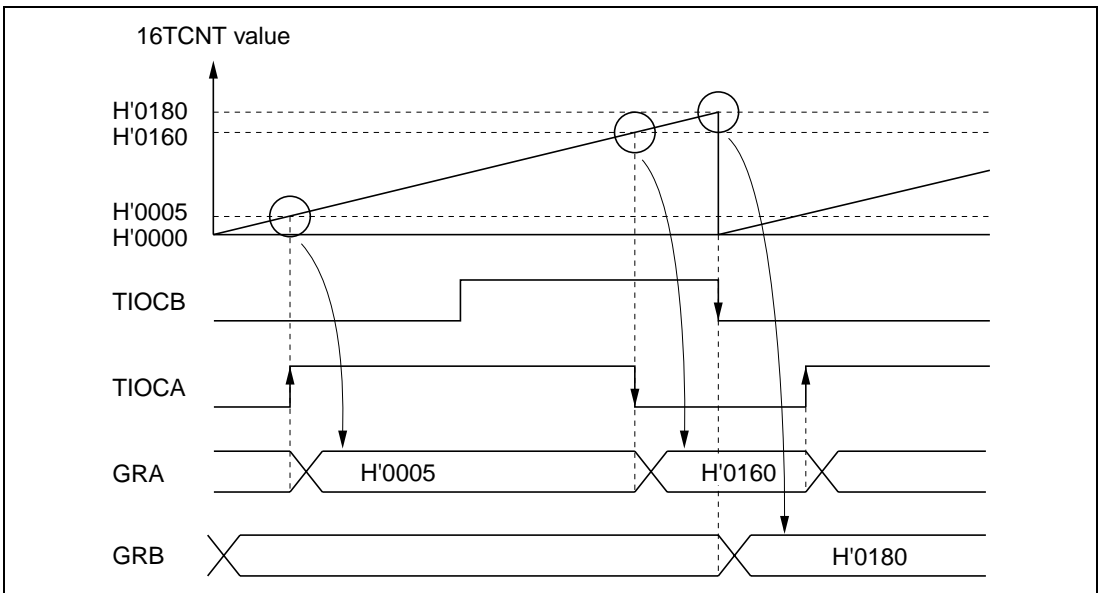 16TCNT value
H'0180
H'0160
H'0005
H'0000
TIOCB
TIOCA
GRA
H'0005
H'0160
GRB
H'0180